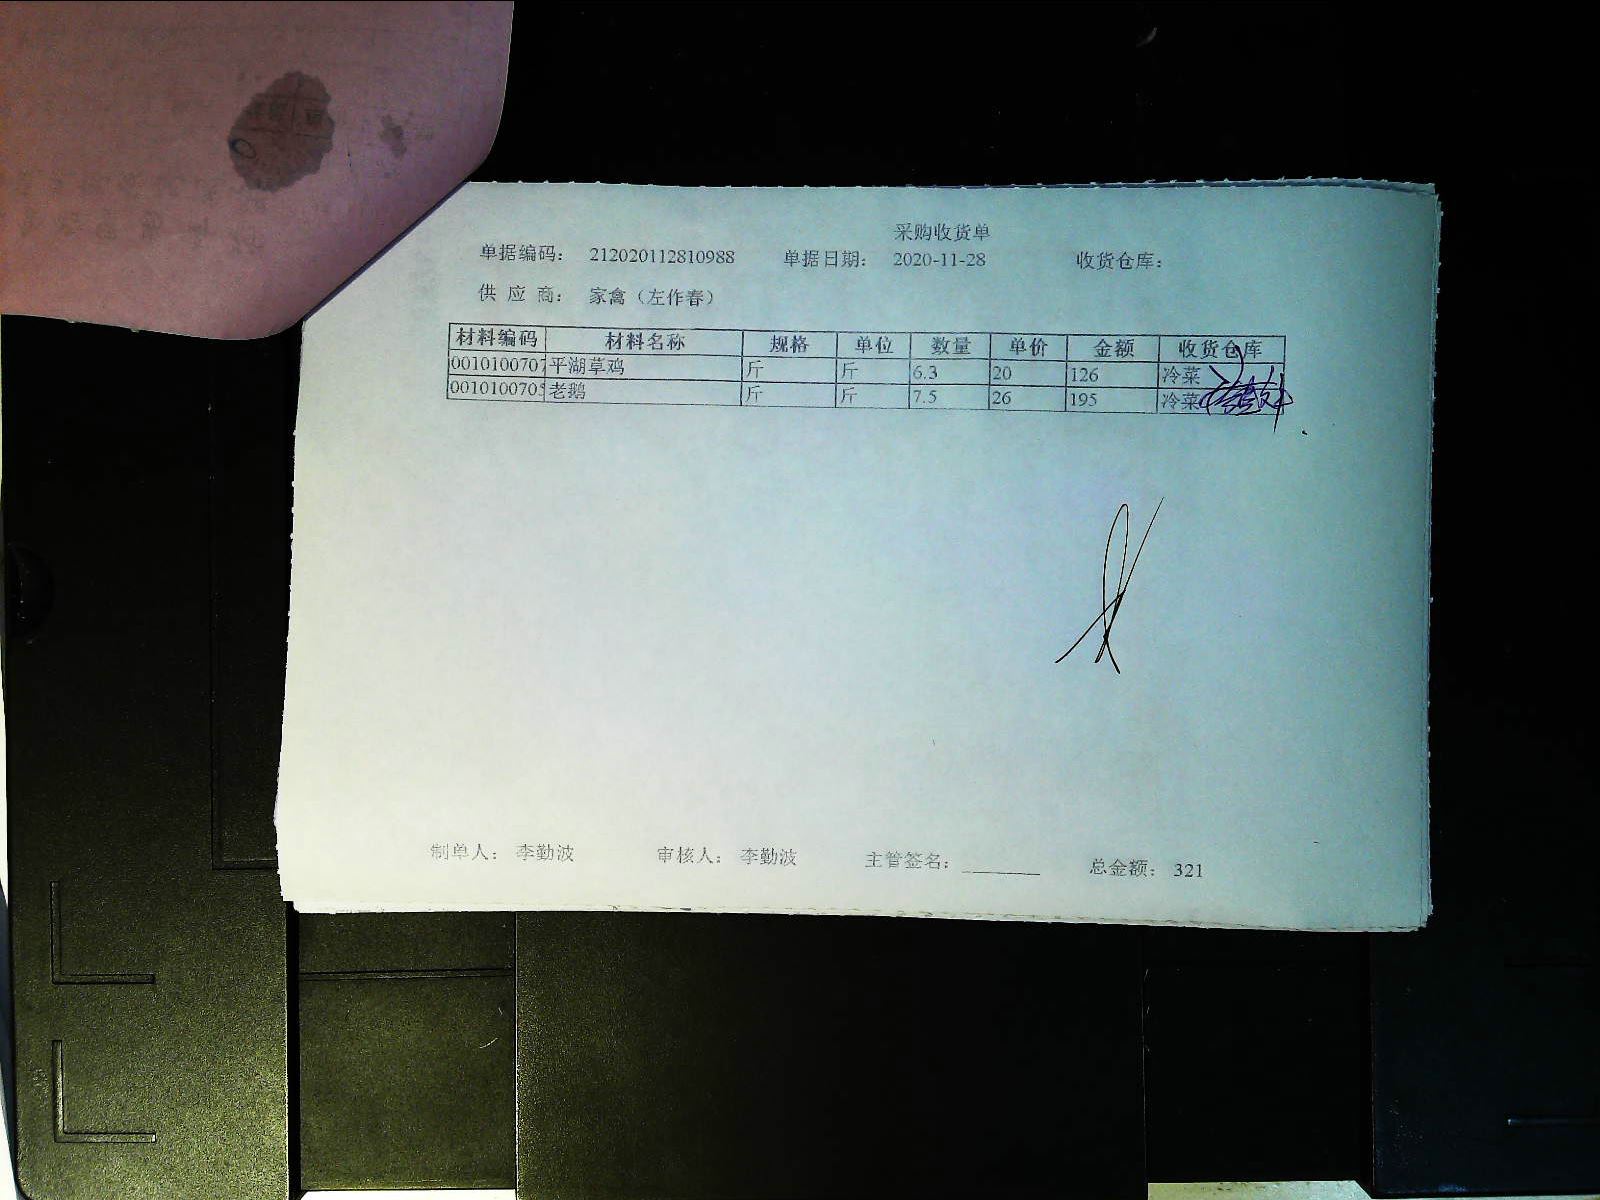 采购收货单
单据编码： 212020112810988 单据日期： 2020-11-28 收货仓库：
供 应 商： 家禽（左作春）
材料编码 材料名称 规格 单位 数量 单价 金额 收货仓库
001010070 平湖草鸡 斤 斤 6.3 20 126 冷菜
001010070 老鹅 斤 斤 7.5 26 195 冷菜
制单人： 李勤波 审核人： 李勤波 主管签名： 总金额： 321